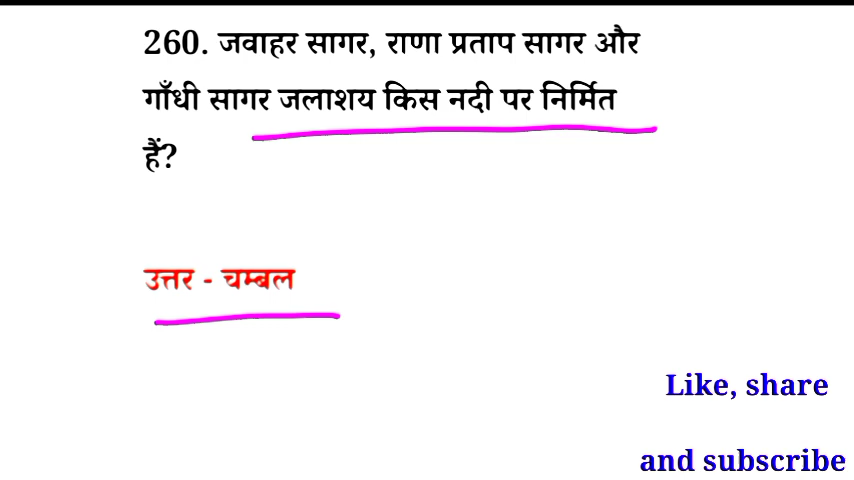 260. जवाहर सागर, राणा प्रताप सागर और
गाँधी सागर जलाशय किस नदी पर निर्मित
हैं?
उत्तर - चम्बल
Like, share
and subscribe